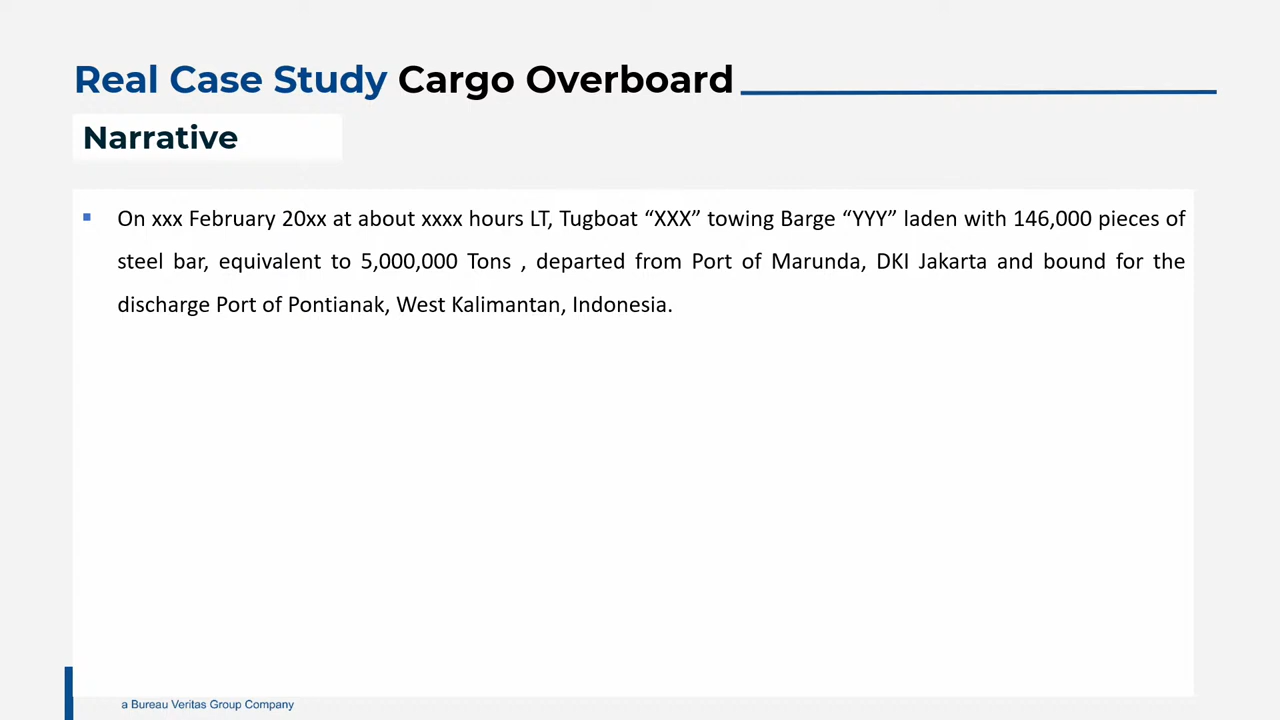 Real Case Study Cargo Overboard
Narrative
▪ On xxx February 20xx at about xxxx hours LT, Tugboat “XXX” towing Barge “YYY” laden with 146,000 pieces of
steel bar, equivalent to 5,000,000 Tons , departed from Port of Marunda, DKI Jakarta and bound for the
discharge Port of Pontianak, West Kalimantan, Indonesia.
a Bureau Veritas Group Company